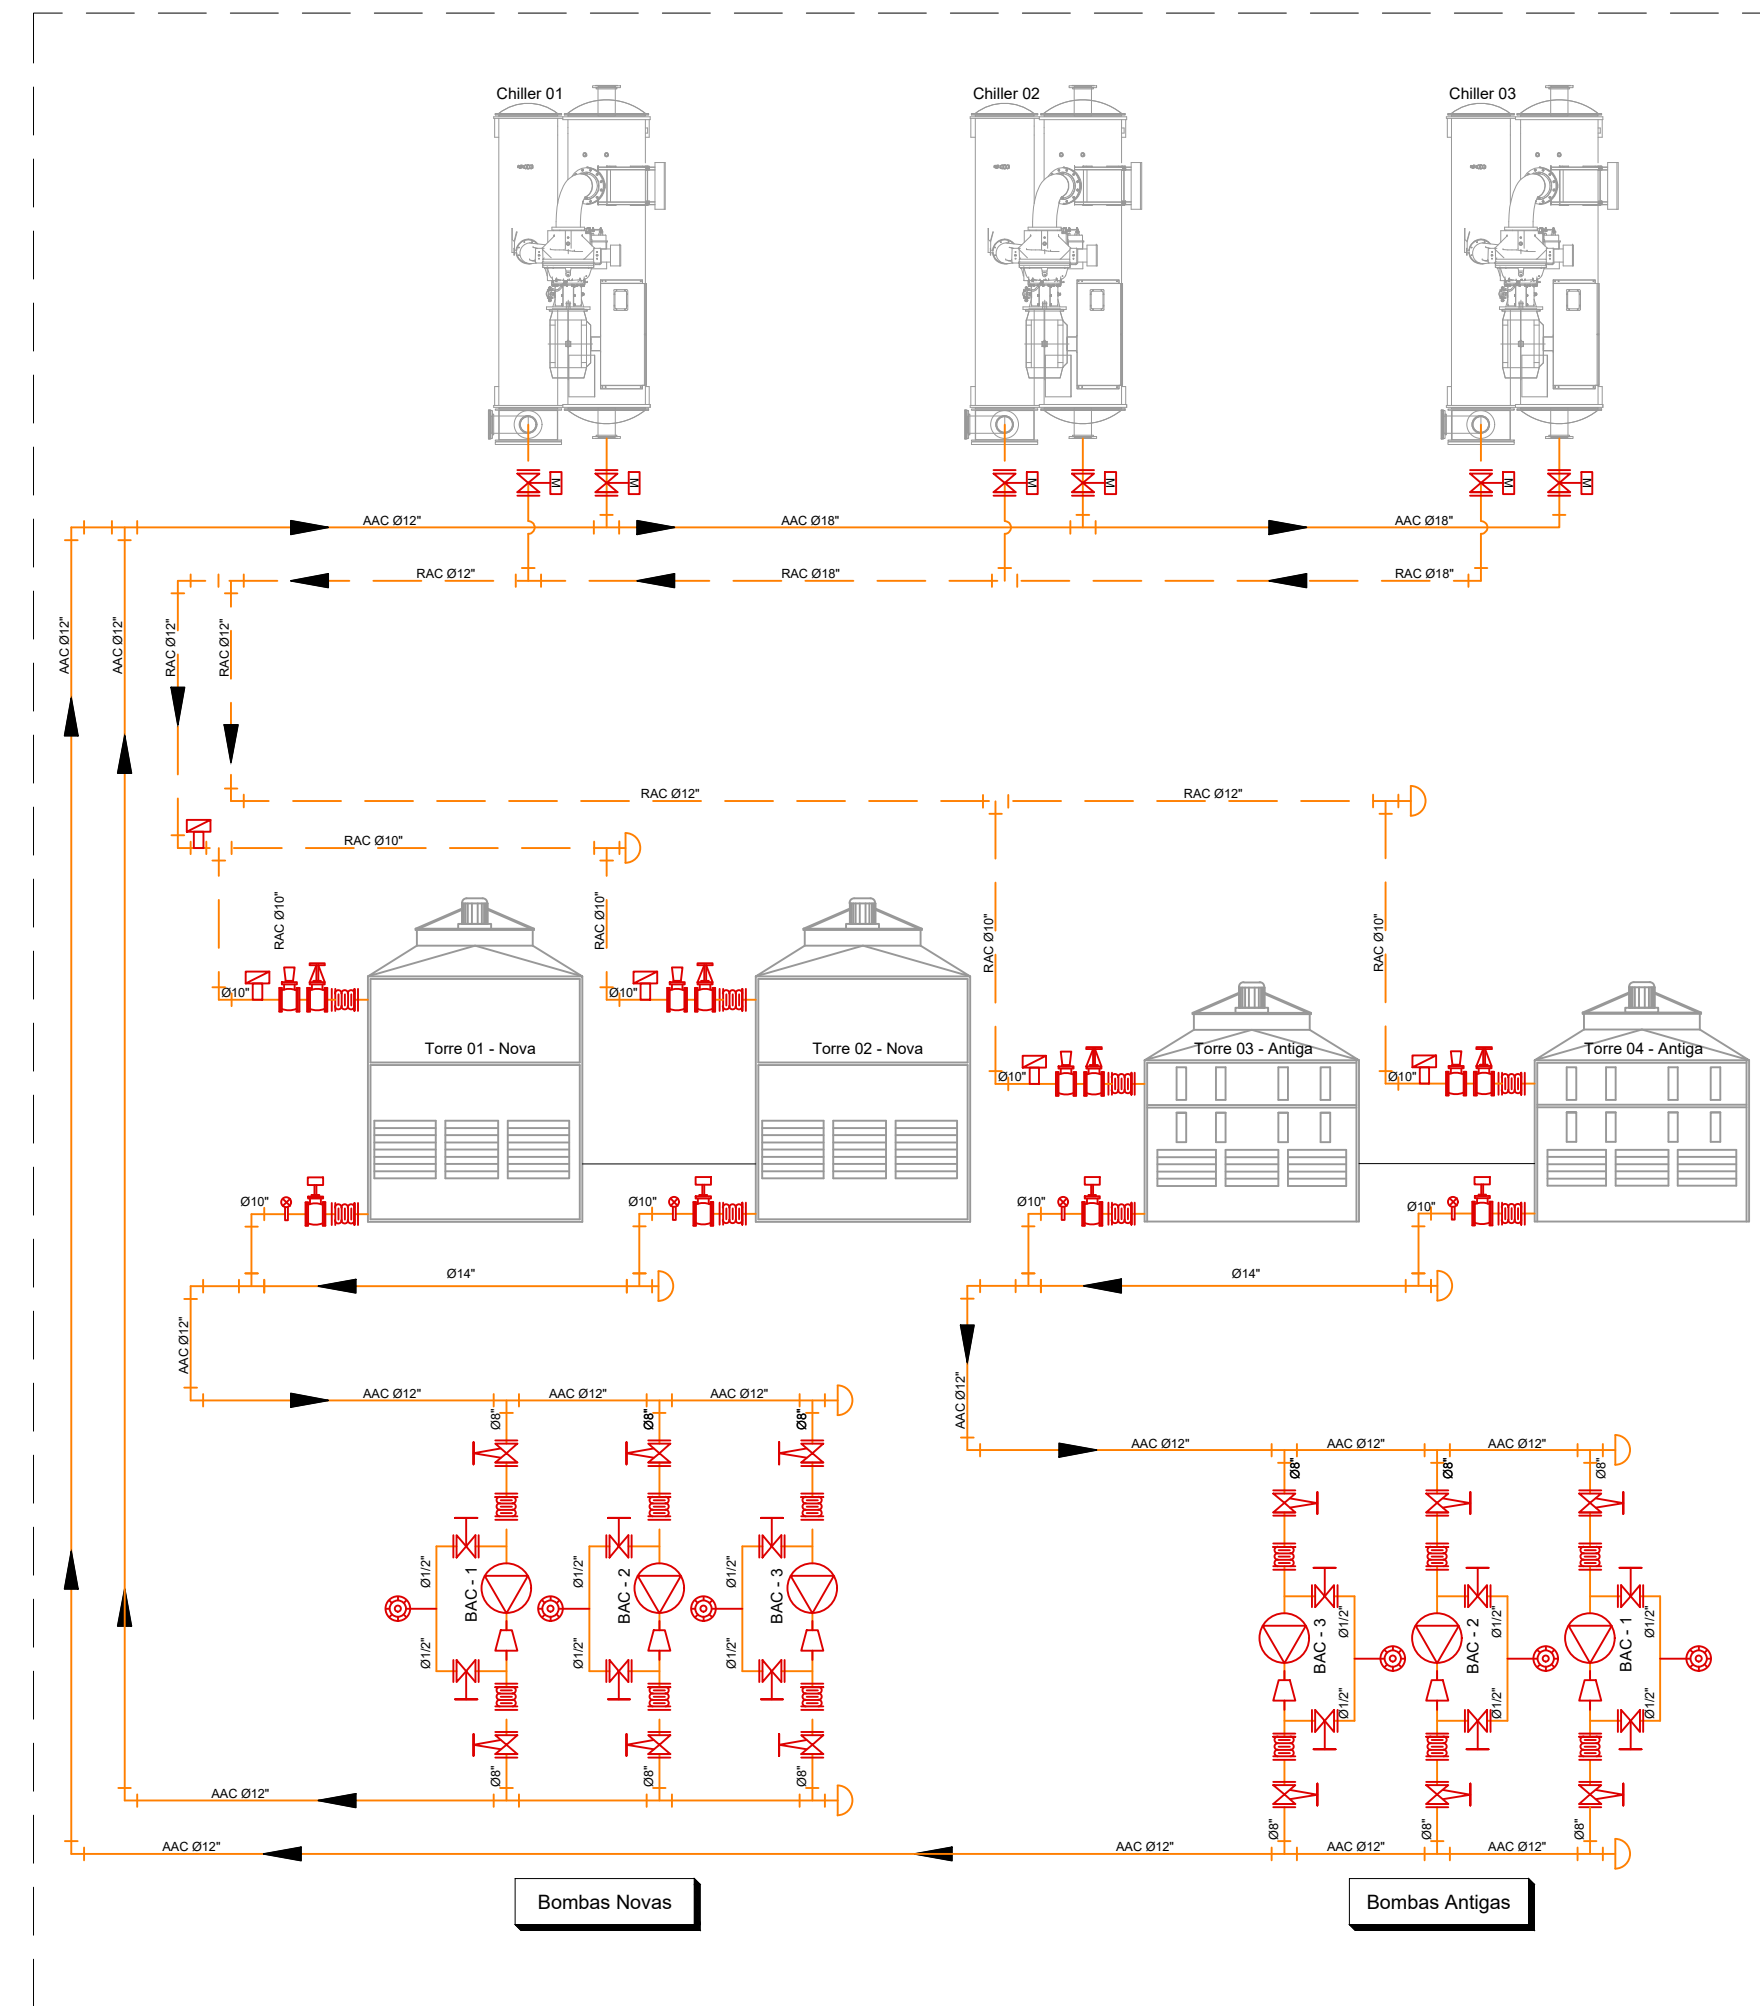 Chiller 01
Chiller 02
Chiller 03
M
M
M
M
M
M
AAC Ø12"
AAC Ø18"
AAC Ø18"
RAC Ø12"
RAC Ø18"
RAC Ø18"
AAC Ø12"
AAC Ø12"
RAC Ø12"
RAC Ø12"
RAC Ø12"
RAC Ø12"
RAC Ø10"
RAC Ø10"
RAC Ø10"
RAC Ø10"
RAC Ø10"
Ø10"
Ø10"
Torre 01 - Nova
Torre 02 - Nova
Torre 03 - Antiga
Torre 04 - Antiga
Ø10"
Ø10"
Ø10"
Ø10"
Ø10"
Ø10"
Ø14"
Ø14"
AAC Ø12"
AAC Ø12"
AAC Ø12"
AAC Ø12"
AAC Ø12"
AAC Ø12"
AAC Ø12"
AAC Ø12"
Ø8"
Ø8"
Ø8"
Ø8"
Ø8"
Ø8"
Ø1/2"
BAC - 1
Ø1/2"
BAC - 2
Ø1/2"
BAC - 3
Ø1/2"
Ø1/2"
Ø1/2"
BAC - 3
Ø1/2"
BAC - 2
Ø1/2"
BAC - 1
Ø1/2"
Ø1/2"
Ø1/2"
Ø1/2"
Ø8"
Ø8"
Ø8"
AAC Ø12"
Ø8"
Ø8"
Ø8"
AAC Ø12"
AAC Ø12"
AAC Ø12"
AAC Ø12"
Bombas Novas
Bombas Antigas